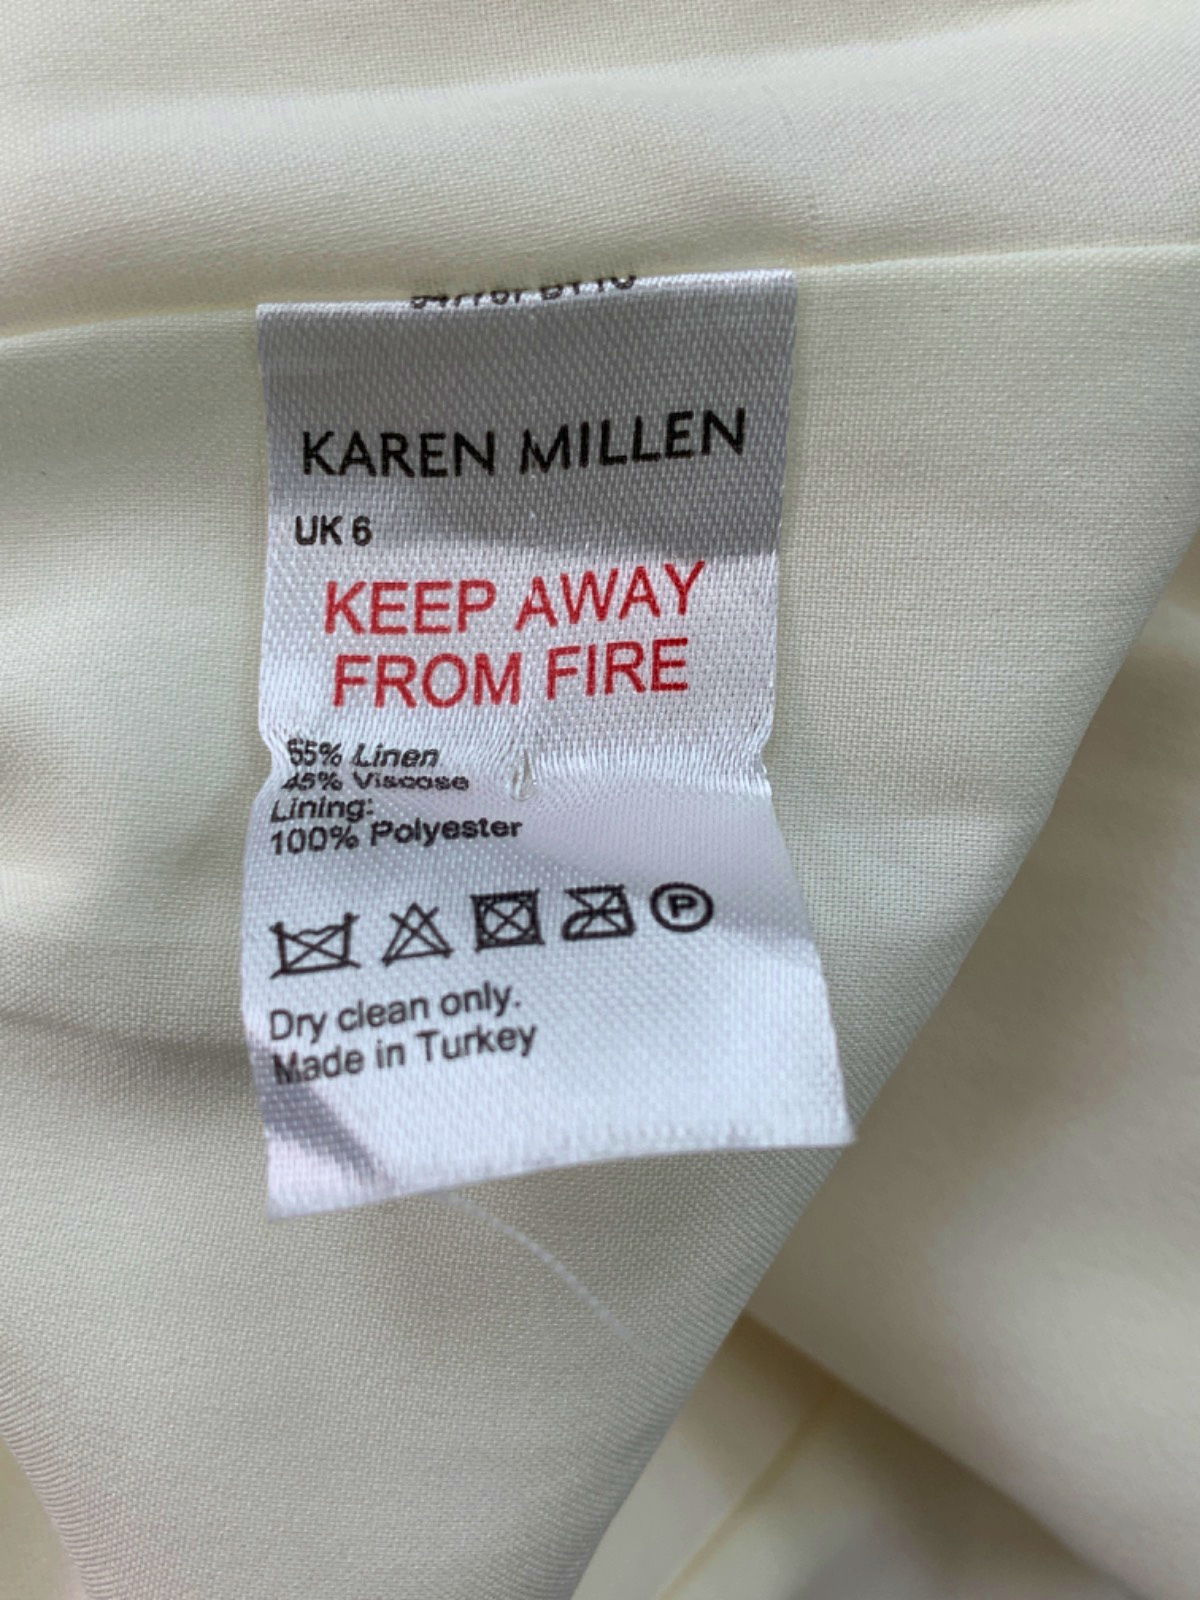 KAREN MILLEN
UK 6
KEEP AWAY
FROM FIRE
55% Linen
45% Viscose
Lining:
100% Polyester
P
Dry clean only.
Made in Turkey